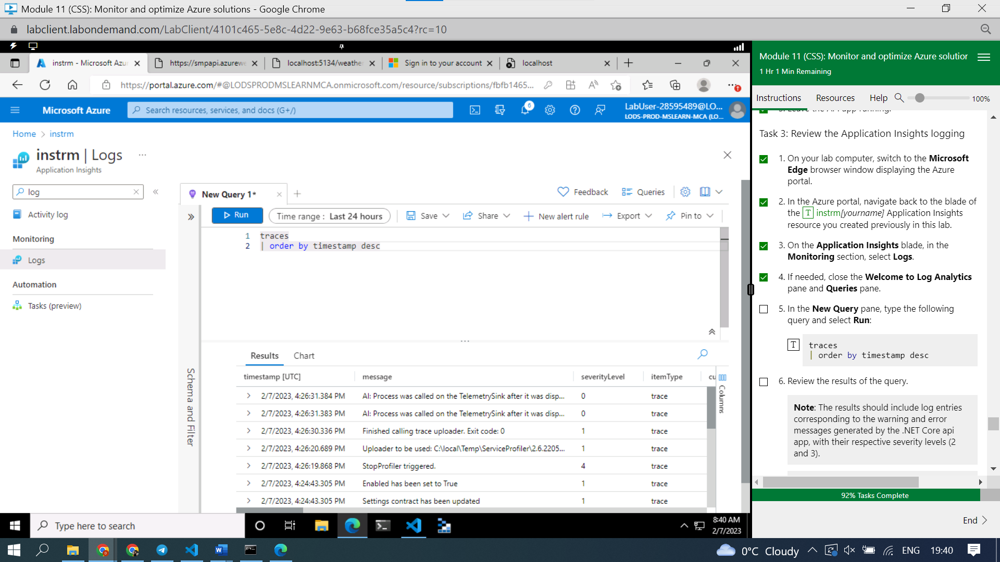 Module 11 (CSS): Monitor and optimize Azure solutions - Google Chrome
labclient.labondemand.com/LabClient/4101c465-5e8c-4d22-9e63-b68fce35a5c4?rc=10
instrm - Microsoft Azur
https://smpapi.azurewe
localhost:5134/weather
Sign in to your account
localhost
https://portal.azure.com/#@LODSPRODMSLEARNMCA.onmicrosoft.com/resource/subscriptions/fbfb1465...
Microsoft Azure
Search resources, services, and docs (G+/)
6
LabUser-28595489@LO...
LODS-PROD-MSLEARN-MCA (LO...
Home > instrm
instrm | Logs ...
Application Insights
log
Activity log
Monitoring
Logs
Automation
Tasks (preview)
New Query 1*
Feedback
Queries
Run
Time range : Last 24 hours
Save
Share
New alert rule
Export
Pin to
1 traces
2 | order by timestamp desc
Schema and Filter
Results
Chart
timestamp [UTC] message severityLevel itemType cu
2/7/2023, 4:26:31.384 PM AI: Process was called on the TelemetrySink after it was disp... 0 trace
2/7/2023, 4:26:31.383 PM AI: Process was called on the TelemetrySink after it was disp... 0 trace
2/7/2023, 4:26:30.336 PM Finished calling trace uploader. Exit code: 0 1 trace
2/7/2023, 4:26:20.689 PM Uploader to be used: C:\local\Temp\ServiceProfiler\2.6.2205... 1 trace
2/7/2023, 4:26:19.868 PM StopProfiler triggered. 4 trace
2/7/2023, 4:24:43.305 PM Enabled has been set to True 1 trace
2/7/2023, 4:24:43.305 PM Settings contract has been updated 1 trace
Columns
Type here to search
8:40 AM
2/7/2023
Module 11 (CSS): Monitor and optimize Azure solution
1 Hr 1 Min Remaining
Instructions
Resources
Help
100%
Leave the API app running.
Task 3: Review the Application Insights logging
1. On your lab computer, switch to the Microsoft
Edge browser window displaying the Azure
portal.
2. In the Azure portal, navigate back to the blade of
the T instrm[yourname] Application Insights
resource you created previously in this lab.
3. On the Application Insights blade, in the
Monitoring section, select Logs.
4. If needed, close the Welcome to Log Analytics
pane and Queries pane.
5. In the New Query pane, type the following
query and select Run:
T traces
| order by timestamp desc
6. Review the results of the query.
Note: The results should include log entries
corresponding to the warning and error
messages generated by the .NET Core api
app, with their respective severity levels (2
and 3).
92% Tasks Complete
End
0°C Cloudy
ENG
19:40